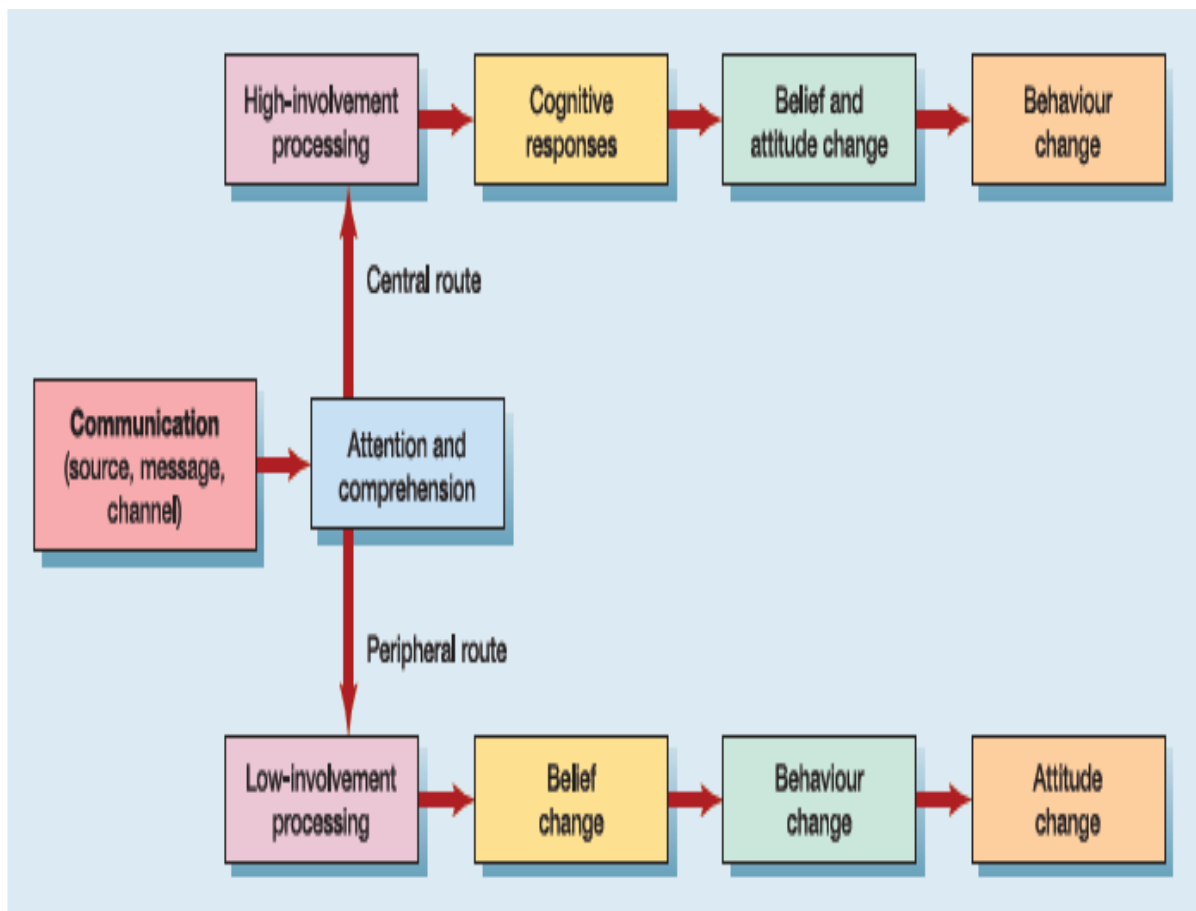 High-involvement
processing
Cognitive
responses
Belief and
attitude change
Behaviour
change
Central route
Communication
(source, message,
channel)
Attention and
comprehension
Peripheral route
Low-involvement
processing
Belief
change
Behaviour
change
Attitude
change